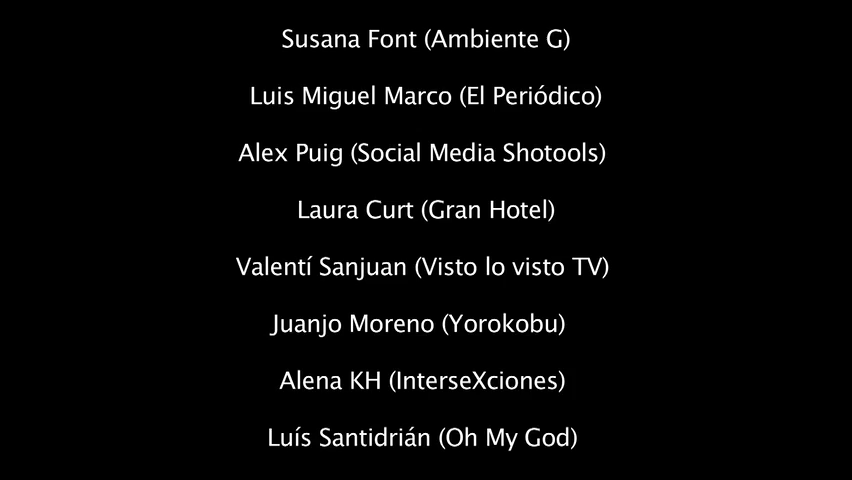 Susana Font (Ambiente G)
Luis Miguel Marco (El Periódico)
Alex Puig (Social Media Shotools)
Laura Curt (Gran Hotel)
Valentí Sanjuan (Visto lo visto TV)
Juanjo Moreno (Yorokobu)
Alena KH (InterseXciones)
Luís Santidrián (Oh My God)